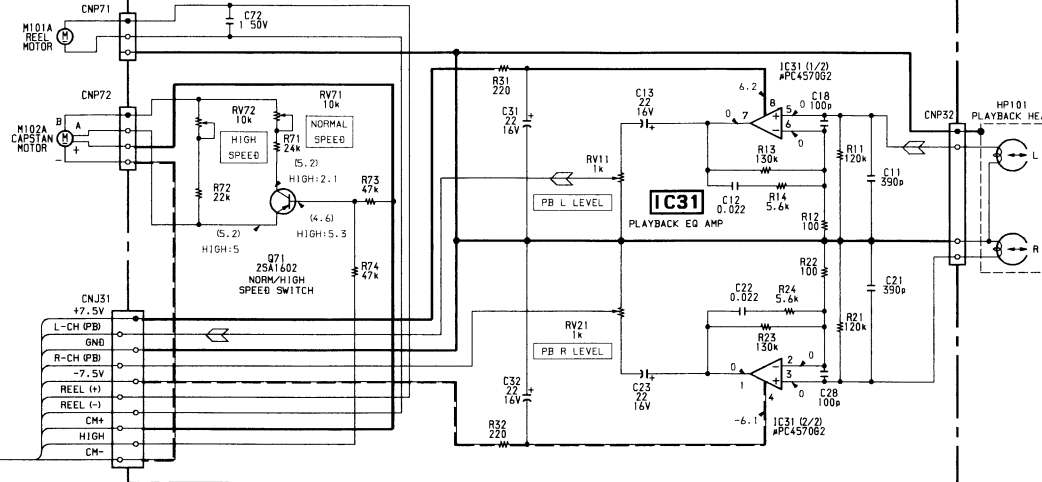 CNP71
C72
1 50V
M101A
REEL
MOTOR
M
CNP72
RV71
10k
RV72
10k
M102A
CAPSTAN
MOTOR
B
A
M
+
−
HIGH
SPEED
NORMAL
SPEED
R71
24k
(5.2)
HIGH:2.1
R72
22k
R73
47k
(4.6)
HIGH:5.3
(5.2)
HIGH:5
Q71
2SA1602
NORM/HIGH
SPEED SWITCH
R74
47k
CNJ31
+7.5V
L-CH (PB)
GND
R-CH (PB)
-7.5V
REEL (+)
REEL (-)
CM+
HIGH
CM-
R31
220
C31
22
16V
C13
22
16V
+
+
RV11
1k
PB L LEVEL
IC31 (1/2)
µPC4570G2
6.2
8
0
7
5
0
6
0
+
−
C18
100p
R13
130k
C12
0.022
R14
5.6k
R12
100
R11
120k
C11
390p
CNP32
HP101
PLAYBACK HEA
L
R
IC31
PLAYBACK EQ AMP
R22
100
C22
0.022
R24
5.6k
R23
130k
R21
120k
C21
390p
RV21
1k
PB R LEVEL
C32
22
16V
+
C23
22
16V
+
0
1
2
0
3
0
−
+
4
C28
100p
-6.1
IC31 (2/2)
µPC4570G2
R32
220